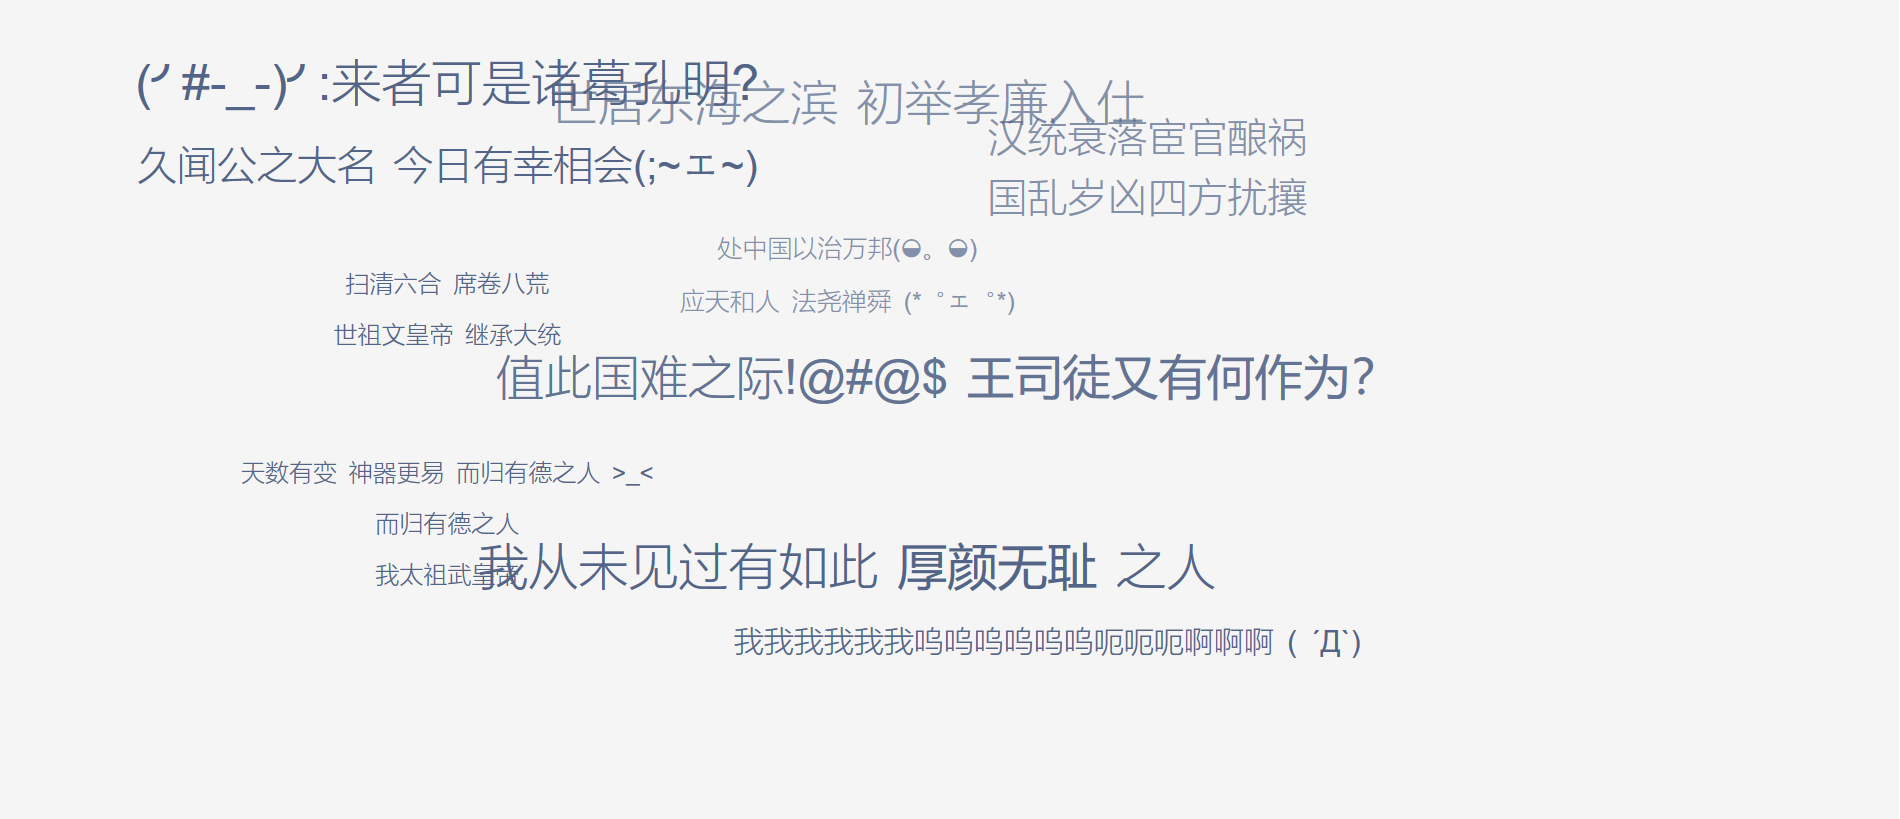 (╯#-_-)╯:来者可是诸葛孔明?
世居东海之滨 初举孝廉入仕
汉统衰落宦官酿祸
久闻公之大名 今日有幸相会(;~ェ~)
国乱岁凶四方扰攘
处中国以治万邦(◒。◒)
扫清六合 席卷八荒
应天和人 法尧禅舜 (*゜ェ゜*)
世祖文皇帝 继承大统
值此国难之际!@#@$ 王司徒又有何作为?
天数有变 神器更易 而归有德之人 >_<
而归有德之人
我从未见过有如此 厚颜无耻 之人
我太祖武皇帝
我我我我我我呜呜呜呜呜呜呃呃呃啊啊啊 ( ´Д`)